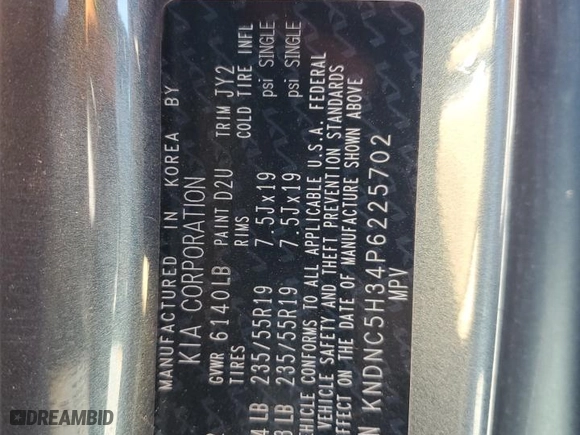 MANUFACTURED IN KOREA BY
KIA CORPORATION
GVWR 6140LB PAINT D2U TRIM JY2
TIRES RIMS COLD TIRE INFL
LB 235/55R19 7.5Jx19 psi SINGLE
LB 235/55R19 7.5Jx19 psi SINGLE
VEHICLE CONFORMS TO ALL APPLICABLE U.S.A. FEDERAL
VEHICLE SAFETY AND THEFT PREVENTION STANDARDS
EFFECT ON THE DATE OF MANUFACTURE SHOWN ABOVE
KNDNC5H34P6225702
MPV
DREAMBID